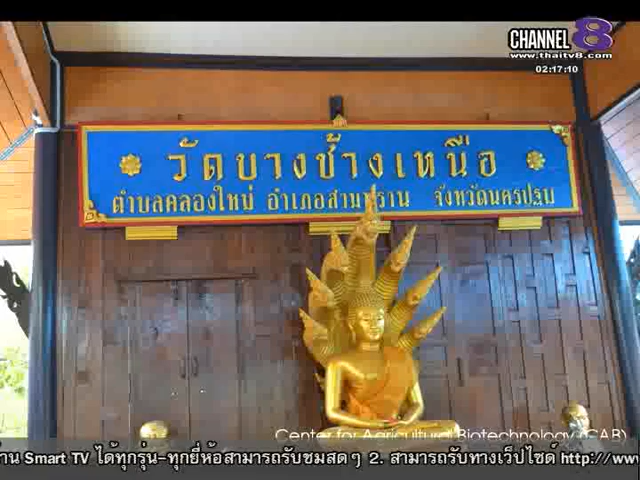 CHANNEL 8
www.thaitv8.com
02:17:10
วัดบางช้างเหนือ
ตำบลคลองใหม่ อำเภอสามพราน จังหวัดนครปฐม
Center for Agricultural Biotechnology (CAB)
้าน Smart TV ได้ทุกรุ่น-ทุกยี่ห้อสามารถรับชมสดๆ 2. สามารถรับทางเว็ปไซด์ http://www